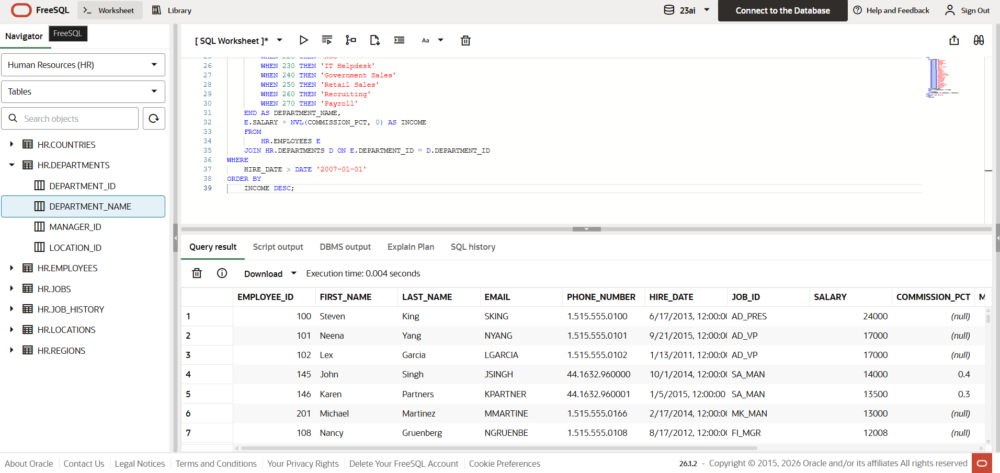 FreeSQL
Worksheet
Library
23ai
Connect to the Database
Help and Feedback
Sign Out
Navigator
FreeSQL
Human Resources (HR)
Tables
Search objects
HR.COUNTRIES
HR.DEPARTMENTS
DEPARTMENT_ID
DEPARTMENT_NAME
MANAGER_ID
LOCATION_ID
HR.EMPLOYEES
HR.JOBS
HR.JOB_HISTORY
HR.LOCATIONS
HR.REGIONS
[ SQL Worksheet ]*
Aa
26 WHEN 230 THEN 'IT Helpdesk'
27 WHEN 240 THEN 'Government Sales'
28 WHEN 250 THEN 'Retail Sales'
29 WHEN 260 THEN 'Recruiting'
30 WHEN 270 THEN 'Payroll'
31 END AS DEPARTMENT_NAME,
32 E.SALARY + NVL(COMMISSION_PCT, 0) AS INCOME
33 FROM
34 HR.EMPLOYEES E
35 JOIN HR.DEPARTMENTS D ON E.DEPARTMENT_ID = D.DEPARTMENT_ID
36 WHERE
37 HIRE_DATE > DATE '2007-01-01'
38 ORDER BY
39 INCOME DESC;
Query result Script output DBMS output Explain Plan SQL history
Download Execution time: 0.004 seconds
EMPLOYEE_ID FIRST_NAME LAST_NAME EMAIL PHONE_NUMBER HIRE_DATE JOB_ID SALARY COMMISSION_PCT M
1 100 Steven King SKING 1.515.555.0100 6/17/2013, 12:00:00 AD_PRES 24000 (null)
2 101 Neena Yang NYANG 1.515.555.0101 9/21/2015, 12:00:00 AD_VP 17000 (null)
3 102 Lex Garcia LGARCIA 1.515.555.0102 1/13/2011, 12:00:00 AD_VP 17000 (null)
4 145 John Singh JSINGH 44.1632.960000 10/1/2014, 12:00:00 SA_MAN 14000 0.4
5 146 Karen Partners KPARTNER 44.1632.960001 1/5/2015, 12:00:00 SA_MAN 13500 0.3
6 201 Michael Martinez MMARTINE 1.515.555.0166 2/17/2014, 12:00:00 MK_MAN 13000 (null)
7 108 Nancy Gruenberg NGRUENBE 1.515.555.0108 8/17/2012, 12:00:00 FI_MGR 12008 (null)
About Oracle Contact Us Legal Notices Terms and Conditions Your Privacy Rights Delete Your FreeSQL Account Cookie Preferences
26.1.2 - Copyright © 2015, 2026 Oracle and/or its affiliates All rights reserved